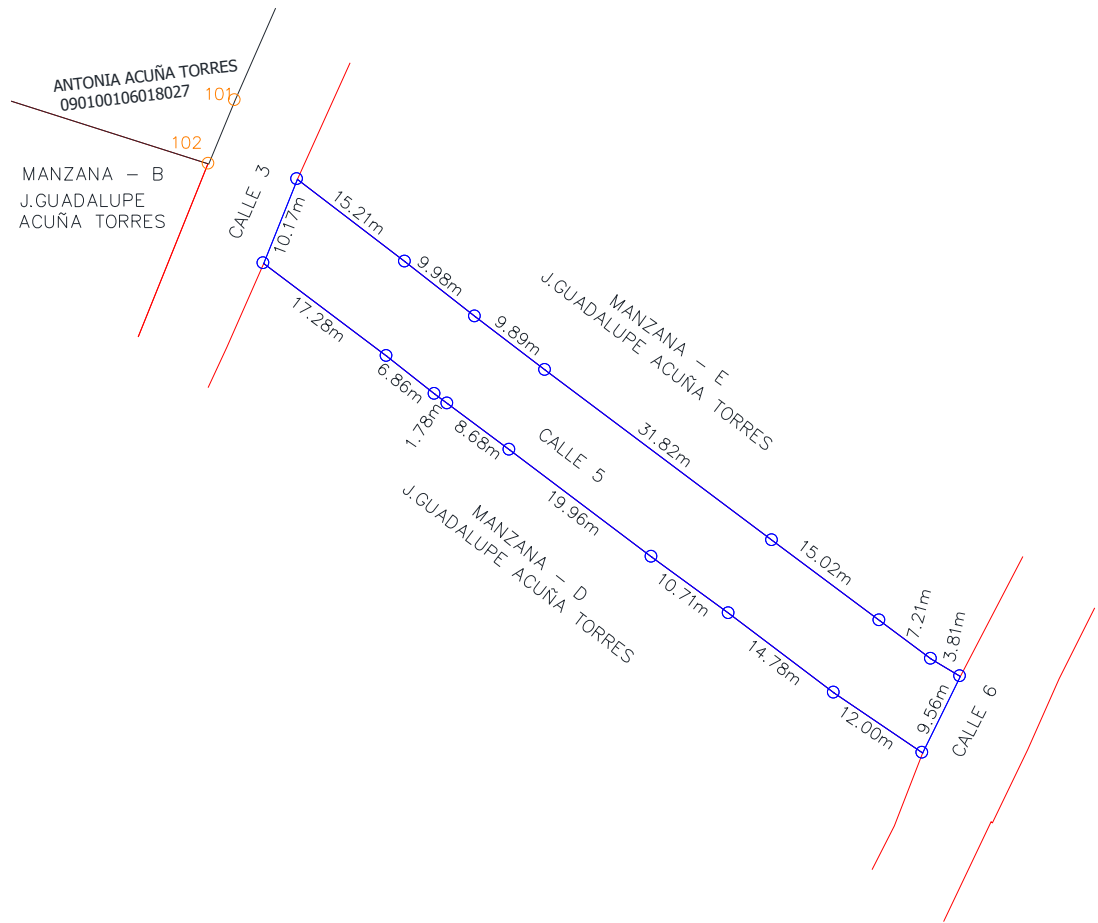 ANTONIA ACUÑA TORRES
090100106018027
101
102
MANZANA – B
J.GUADALUPE
ACUÑA TORRES
CALLE 3
10.17m
15.21m
9.98m
9.89m
31.82m
15.02m
7.21m
3.81m
9.56m
MANZANA – E
J.GUADALUPE ACUÑA TORRES
CALLE 5
17.28m
6.86m
1.78m
8.68m
19.96m
10.71m
14.78m
12.00m
MANZANA – D
J.GUADALUPE ACUÑA TORRES
CALLE 6